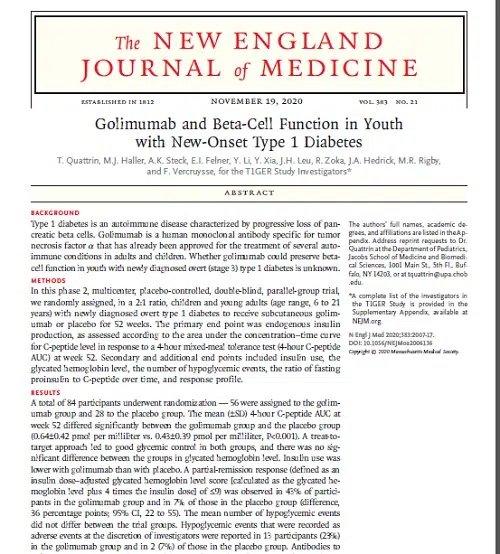 The NEW ENGLAND
JOURNAL of MEDICINE
ESTABLISHED IN 1812
NOVEMBER 19, 2020
VOL. 383 NO. 21
Golimumab and Beta-Cell Function in Youth
with New-Onset Type 1 Diabetes
T. Quattrin, M.J. Haller, A.K. Steck, E.I. Felner, Y. Li, Y. Xia, J.H. Leu, R. Zoka, J.A. Hedrick, M.R. Rigby,
and F. Vercruysse, for the T1GER Study Investigators*
ABSTRACT
BACKGROUND
Type 1 diabetes is an autoimmune disease characterized by progressive loss of pan-
creatic beta cells. Golimumab is a human monoclonal antibody specific for tumor
necrosis factor α that has already been approved for the treatment of several auto-
immune conditions in adults and children. Whether golimumab could preserve beta-
cell function in youth with newly diagnosed overt (stage 3) type 1 diabetes is unknown.
METHODS
In this phase 2, multicenter, placebo-controlled, double-blind, parallel-group trial,
we randomly assigned, in a 2:1 ratio, children and young adults (age range, 6 to 21
years) with newly diagnosed overt type 1 diabetes to receive subcutaneous golim-
umab or placebo for 52 weeks. The primary end point was endogenous insulin
production, as assessed according to the area under the concentration–time curve
for C-peptide level in response to a 4-hour mixed-meal tolerance test (4-hour C-peptide
AUC) at week 52. Secondary and additional end points included insulin use, the
glycated hemoglobin level, the number of hypoglycemic events, the ratio of fasting
proinsulin to C-peptide over time, and response profile.
RESULTS
A total of 84 participants underwent randomization — 56 were assigned to the golim-
umab group and 28 to the placebo group. The mean (±SD) 4-hour C-peptide AUC at
week 52 differed significantly between the golimumab group and the placebo group
(0.64±0.42 pmol per milliliter vs. 0.43±0.39 pmol per milliliter, P<0.001). A treat-to-
target approach led to good glycemic control in both groups, and there was no sig-
nificant difference between the groups in glycated hemoglobin level. Insulin use was
lower with golimumab than with placebo. A partial-remission response (defined as an
insulin dose–adjusted glycated hemoglobin level score [calculated as the glycated he-
moglobin level plus 4 times the insulin dose] of ≤9) was observed in 43% of partici-
pants in the golimumab group and in 7% of those in the placebo group (difference,
36 percentage points; 95% CI, 22 to 55). The mean number of hypoglycemic events
did not differ between the trial groups. Hypoglycemic events that were recorded as
adverse events at the discretion of investigators were reported in 13 participants (23%)
in the golimumab group and in 2 (7%) of those in the placebo group. Antibodies to
The authors' full names, academic de-
grees, and affiliations are listed in the Ap-
pendix. Address reprint requests to Dr.
Quattrin at the Department of Pediatrics,
Jacobs School of Medicine and Biomedi-
cal Sciences, 1001 Main St., 5th Fl., Buf-
falo, NY 14203, or at tquattrin@upa.chob
.edu.
*A complete list of the investigators in
the T1GER Study is provided in the
Supplementary Appendix, available at
NEJM.org.
N Engl J Med 2020;383:2007-17.
DOI: 10.1056/NEJMoa2006136
Copyright © 2020 Massachusetts Medical Society.